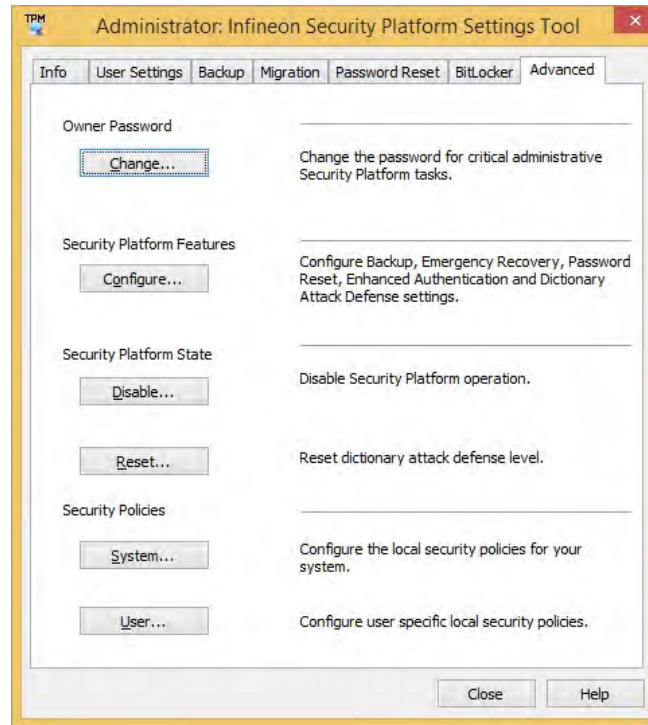 TPM
Administrator: Infineon Security Platform Settings Tool
Info User Settings Backup Migration Password Reset BitLocker Advanced
Owner Password
Change...
Change the password for critical administrative
Security Platform tasks.
Security Platform Features
Configure...
Configure Backup, Emergency Recovery, Password
Reset, Enhanced Authentication and Dictionary
Attack Defense settings.
Security Platform State
Disable...
Disable Security Platform operation.
Reset...
Reset dictionary attack defense level.
Security Policies
System...
Configure the local security policies for your
system.
User...
Configure user specific local security policies.
Close Help